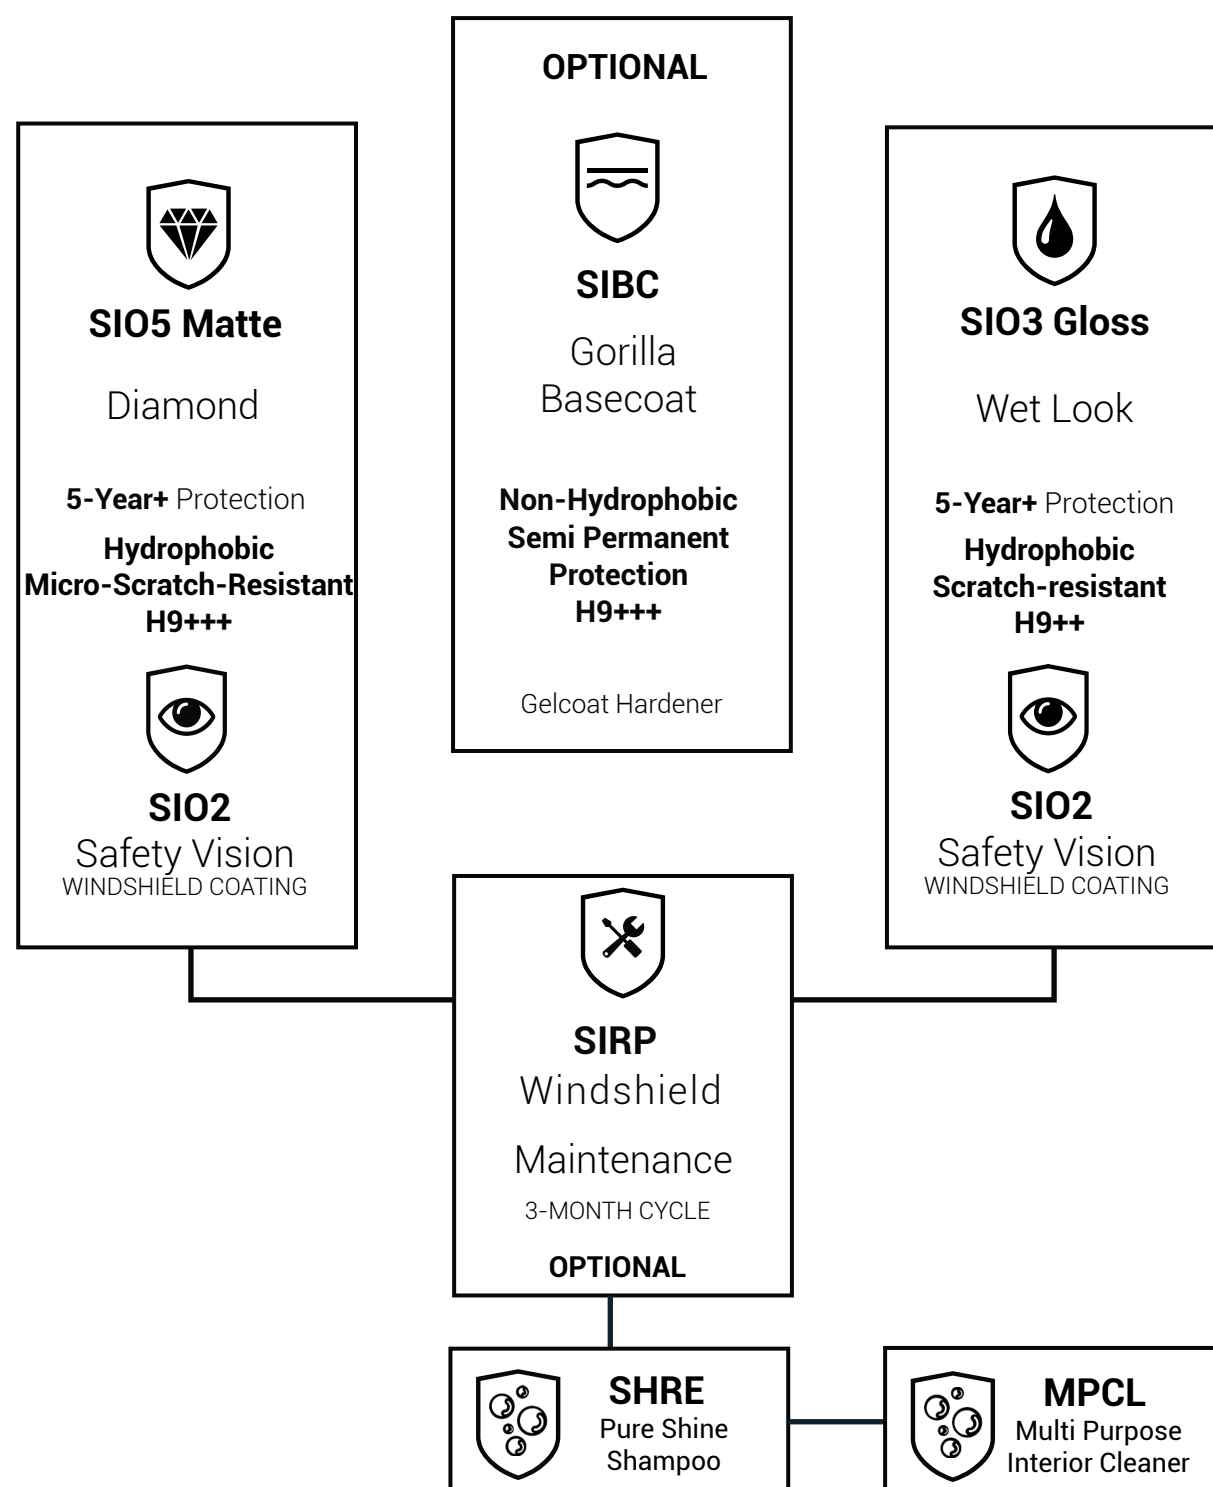 OPTIONAL
SIBC
Gorilla
Basecoat
Non-Hydrophobic
Semi Permanent
Protection
H9+++
Gelcoat Hardener
SIO5 Matte
Diamond
5-Year+ Protection
Hydrophobic
Micro-Scratch-Resistant
H9+++
SIO2
Safety Vision
WINDSHIELD COATING
SIO3 Gloss
Wet Look
5-Year+ Protection
Hydrophobic
Scratch-resistant
H9++
SIO2
Safety Vision
WINDSHIELD COATING
SIRP
Windshield
Maintenance
3-MONTH CYCLE
OPTIONAL
SHRE
Pure Shine
Shampoo
MPCL
Multi Purpose
Interior Cleaner